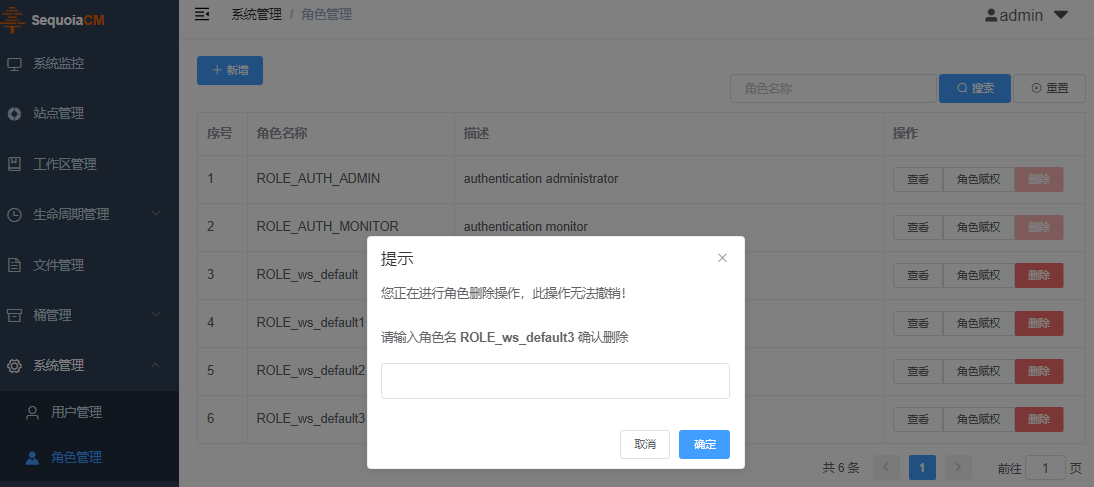 SequoiaCM
系统管理 / 角色管理
admin
系统监控
站点管理
工作区管理
生命周期管理
文件管理
桶管理
系统管理
用户管理
角色管理
新增
角色名称 搜索 重置
序号 角色名称 描述 操作
1 ROLE_AUTH_ADMIN authentication administrator 查看 角色赋权 删除
2 ROLE_AUTH_MONITOR authentication monitor 查看 角色赋权 删除
3 ROLE_ws_default 查看 角色赋权 删除
4 ROLE_ws_default1 查看 角色赋权 删除
5 ROLE_ws_default2 查看 角色赋权 删除
6 ROLE_ws_default3 查看 角色赋权 删除
提示
您正在进行角色删除操作，此操作无法撤销！
请输入角色名 ROLE_ws_default3 确认删除
取消 确定
共 6 条 1 前往 1 页